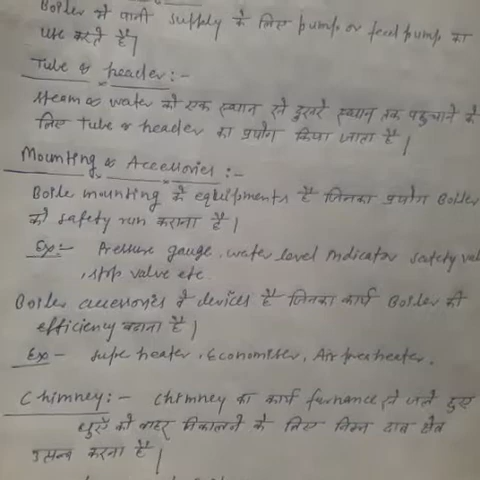 Boiler में पानी supply के लिए pump or feed pump का
use करते हैं|
Tube & header:-
steam & water को एक स्थान से दुसरे स्थान तक पहुचाने के
लिए tube & header का प्रयोग किया जाता है|
Mounting & Accessories:-
Boiler mounting वे equipments है जिनका प्रयोग Boiler
को safety run कराना है|
Ex:- Pressure gauge, water level indicator safety val
, stop valve etc.
Boiler accessories वे devices है जिनका कार्य Boiler की
efficiency बढाना है|
Ex- supe heater, Economiser, Air preheater.
Chimney:- chimney का कार्य furnance से जले हुए
धुएँ को बाहर निकालने के लिए निम्न दाब क्षेत्र
उत्पन्न करना है|